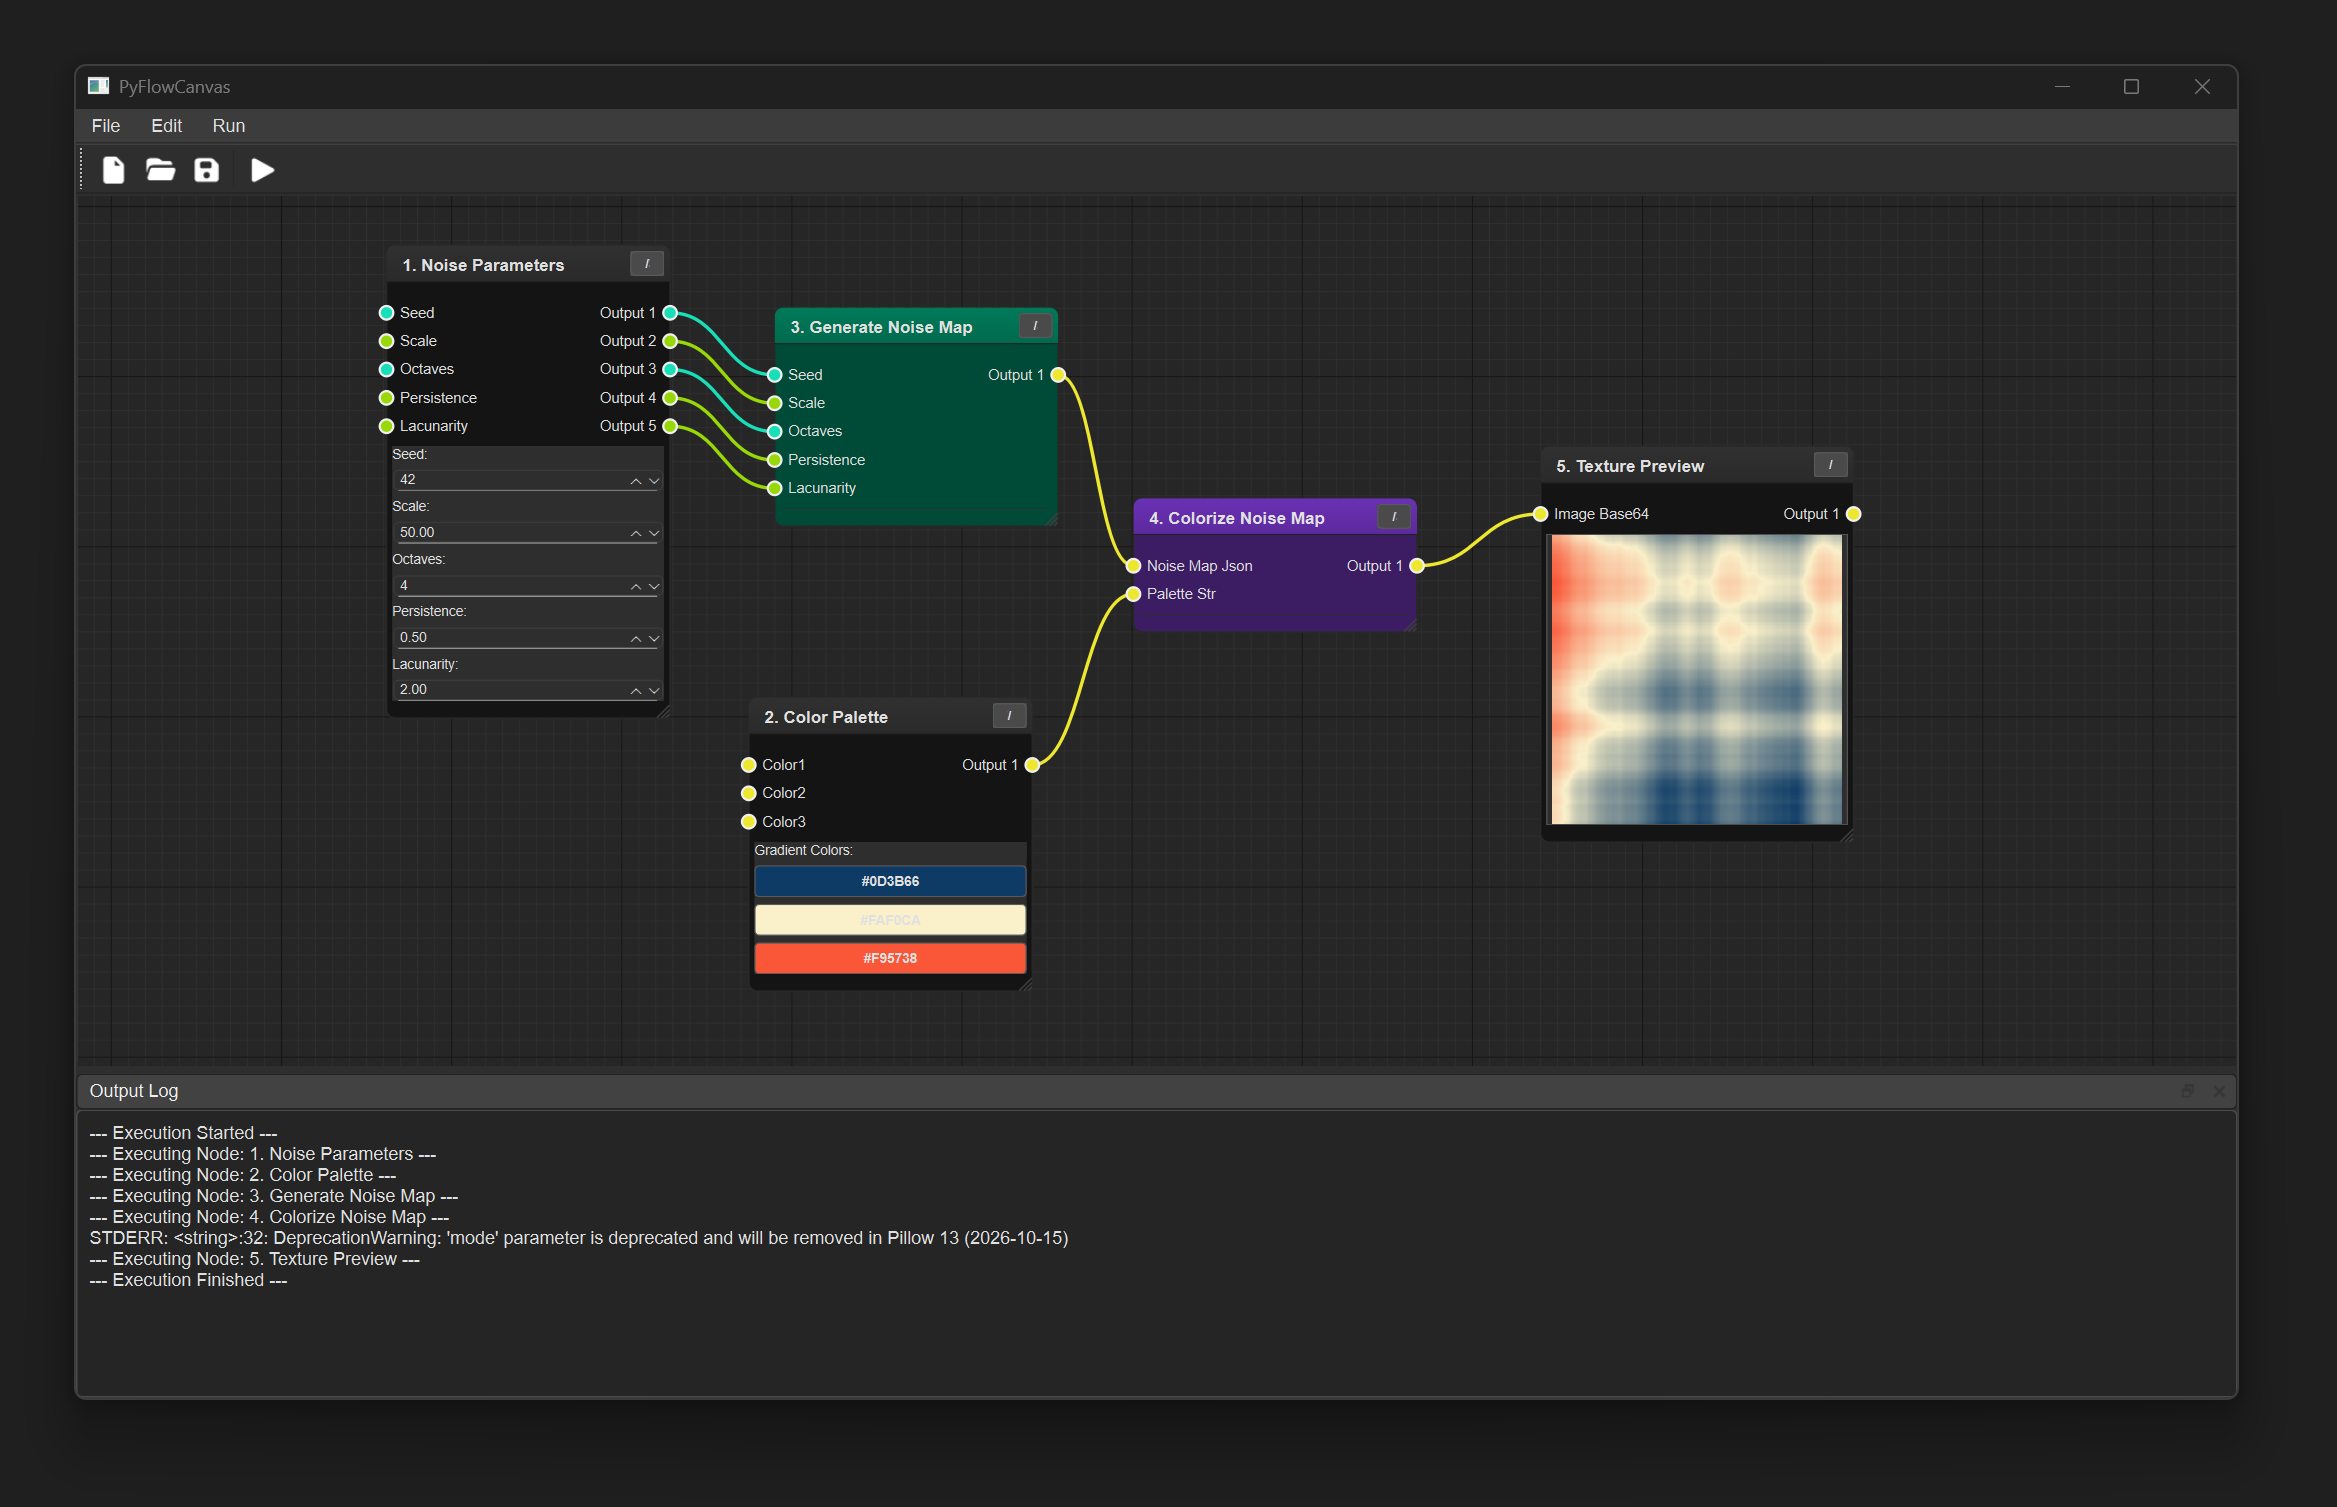 PyFlowCanvas
File Edit Run
1. Noise Parameters
Seed Output 1
Scale Output 2
Octaves Output 3
Persistence Output 4
Lacunarity Output 5
Seed:
42
Scale:
50.00
Octaves:
4
Persistence:
0.50
Lacunarity:
2.00
3. Generate Noise Map
Seed Output 1
Scale
Octaves
Persistence
Lacunarity
2. Color Palette
Color1 Output 1
Color2
Color3
Gradient Colors:
#0D3B66
#FAF0CA
#F95738
4. Colorize Noise Map
Noise Map Json Output 1
Palette Str
5. Texture Preview
Image Base64 Output 1
Output Log
--- Execution Started ---
--- Executing Node: 1. Noise Parameters ---
--- Executing Node: 2. Color Palette ---
--- Executing Node: 3. Generate Noise Map ---
--- Executing Node: 4. Colorize Noise Map ---
STDERR: <string>:32: DeprecationWarning: 'mode' parameter is deprecated and will be removed in Pillow 13 (2026-10-15)
--- Executing Node: 5. Texture Preview ---
--- Execution Finished ---